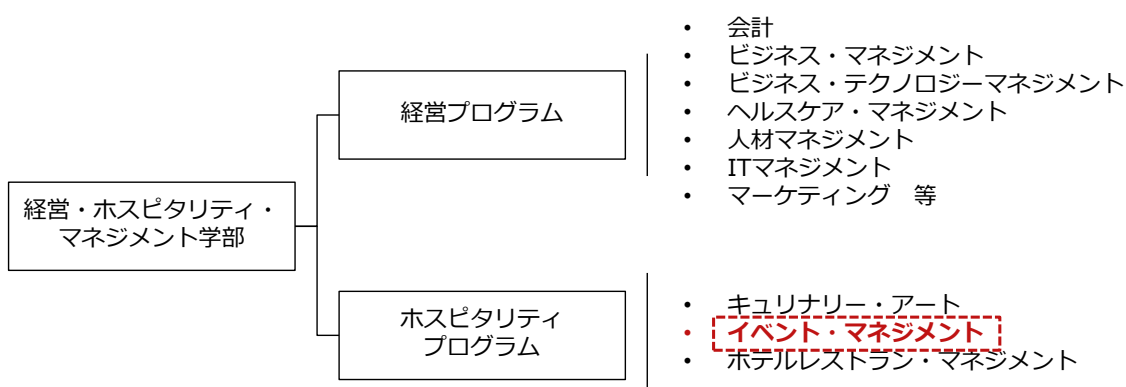 経営・ホスピタリティ・
マネジメント学部
経営プログラム
• 会計
• ビジネス・マネジメント
• ビジネス・テクノロジーマネジメント
• ヘルスケア・マネジメント
• 人材マネジメント
• ITマネジメント
• マーケティング　等
ホスピタリティ
プログラム
• キュリナリー・アート
• イベント・マネジメント
• ホテルレストラン・マネジメント